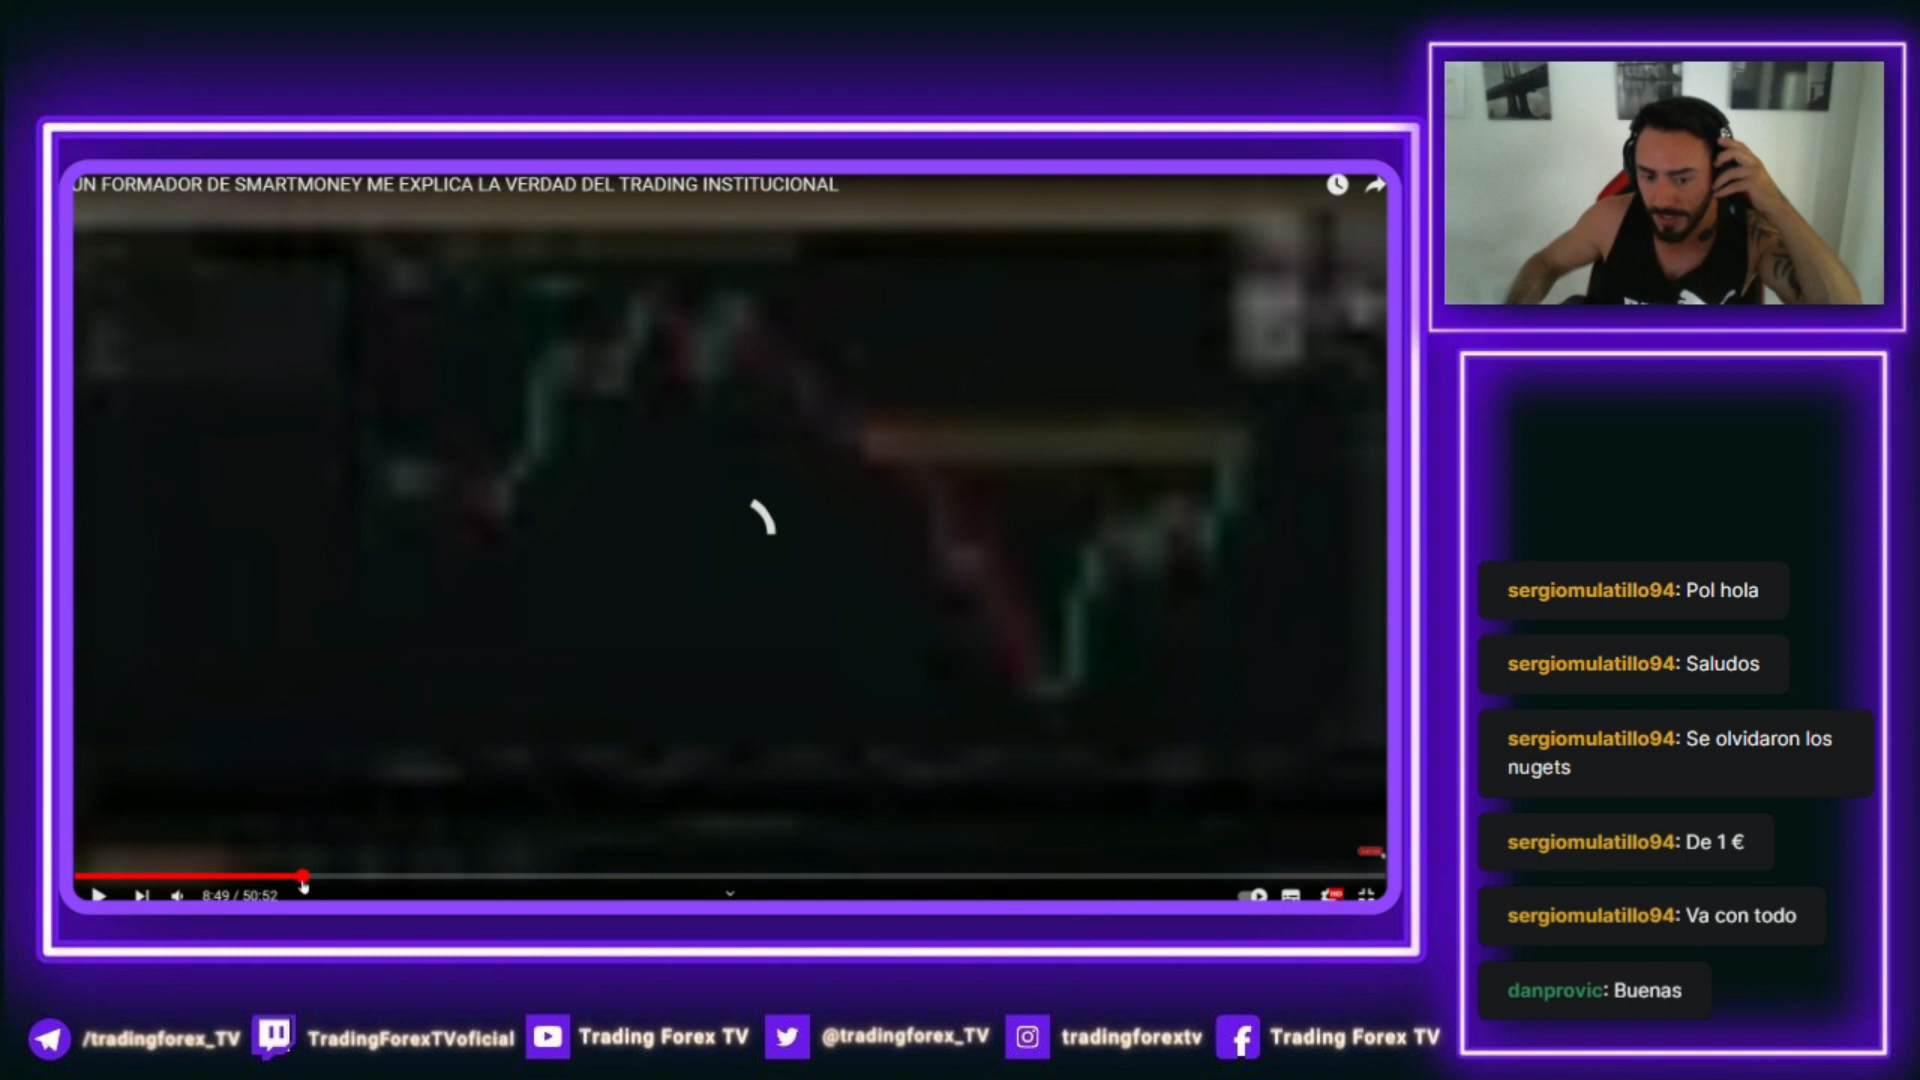 UN FORMADOR DE SMARTMONEY ME EXPLICA LA VERDAD DEL TRADING INSTITUCIONAL
8:49 / 50:52
HD
sergiomulatillo94: Pol hola
sergiomulatillo94: Saludos
sergiomulatillo94: Se olvidaron los
nugets
sergiomulatillo94: De 1 €
sergiomulatillo94: Va con todo
danprovic: Buenas
/tradingforex_TV
TradingForexTVoficial
Trading Forex TV
@tradingforex_TV
tradingforextv
Trading Forex TV